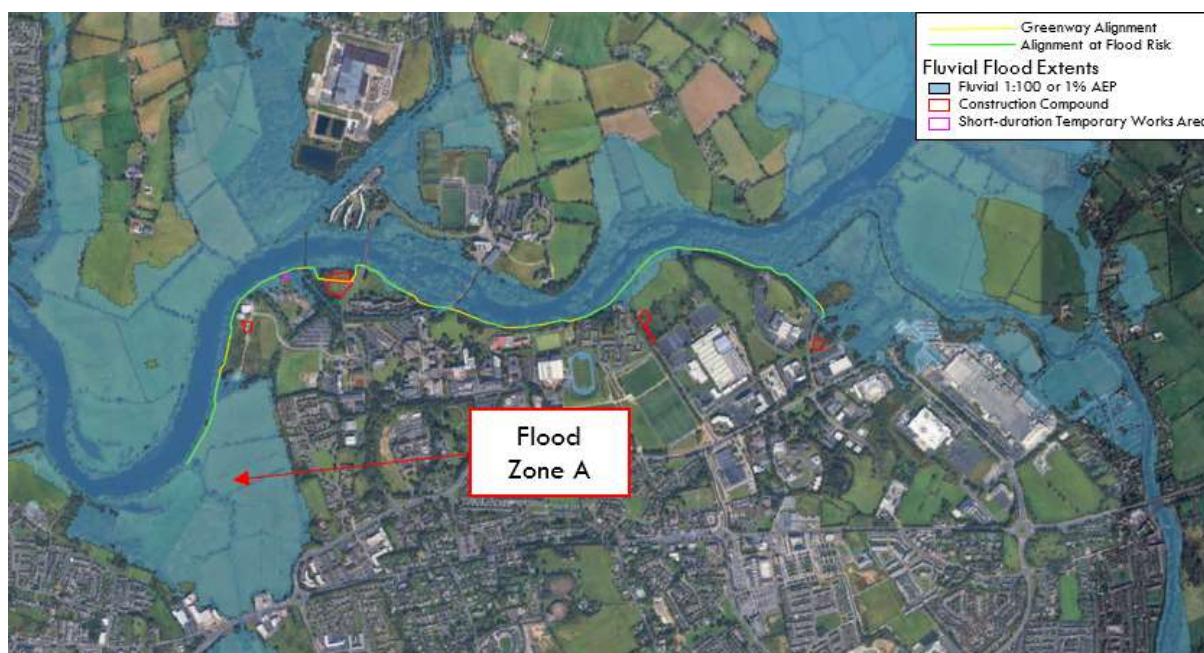 Greenway Alignment
Alignment at Flood Risk
Fluvial Flood Extents
Fluvial 1:100 or 1% AEP
Construction Compound
Short-duration Temporary Works Area
Flood
Zone A